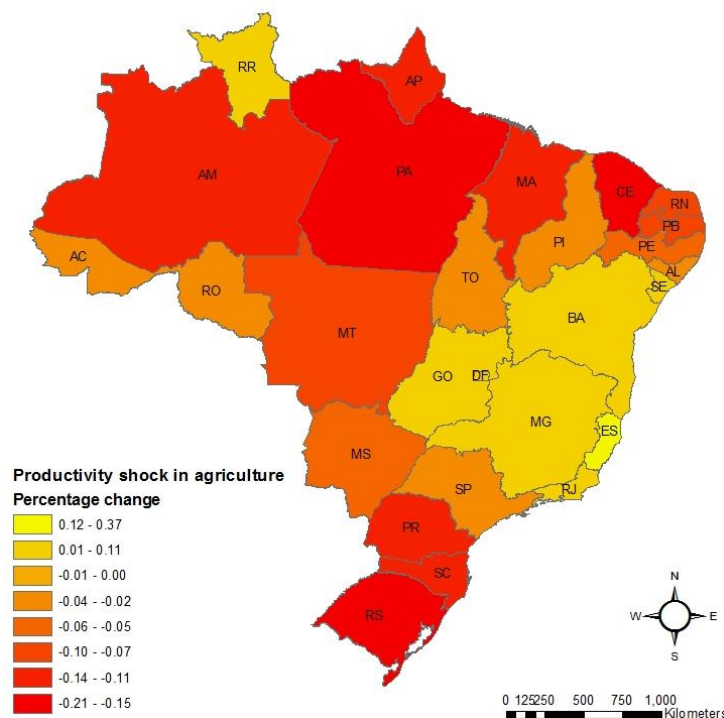 RR
AP
AM
PA
MA
CE
RN
PB
PE
PI
AL
SE
AC
RO
TO
BA
MT
GO
DF
MG
ES
MS
SP
RJ
PR
SC
RS
Productivity shock in agriculture
Percentage change
0.12 - 0.37
0.01 - 0.11
-0.01 - 0.00
-0.04 - -0.02
-0.06 - -0.05
-0.10 - -0.07
-0.14 - -0.11
-0.21 - -0.15
N
W E
S
0 125250 500 750 1,000
Kilometers